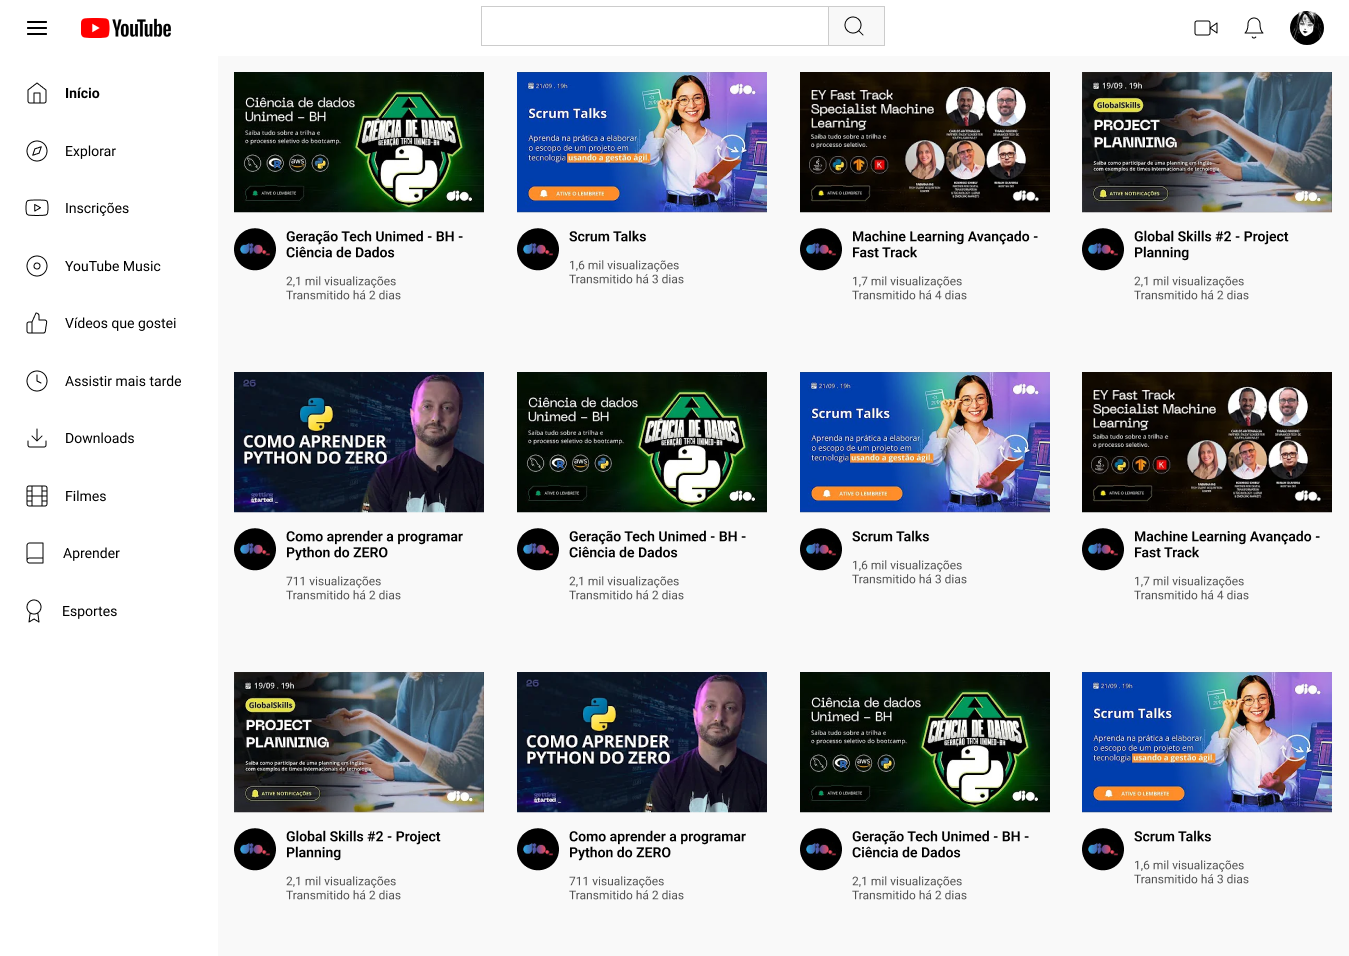 YouTube
Início
Explorar
Inscrições
YouTube Music
Vídeos que gostei
Assistir mais tarde
Downloads
Filmes
Aprender
Esportes
Ciência de dados
Unimed – BH
Saiba tudo sobre a trilha e
o processo seletivo do bootcamp.
aws
ATIVE O LEMBRETE
CIÊNCIA DE DADOS
GERAÇÃO TECH UNIMED-BH
dio.
Geração Tech Unimed - BH -
Ciência de Dados
2,1 mil visualizações
Transmitido há 2 dias
21/09 . 19h
Scrum Talks
Aprenda na prática a elaborar
o escopo de um projeto em
tecnologia usando a gestão ágil.
ATIVE O LEMBRETE
dio.
Scrum Talks
1,6 mil visualizações
Transmitido há 3 dias
EY Fast Track
Specialist Machine
Learning
Saiba tudo sobre a trilha e
o processo seletivo.
ATIVE O LEMBRETE
dio.
Machine Learning Avançado -
Fast Track
1,7 mil visualizações
Transmitido há 4 dias
19/09 . 19h
GlobalSkills
PROJECT
PLANNING
Saiba como participar de uma planning em inglês
com exemplos de times internacionais de tecnologia
ATIVE NOTIFICAÇÕES
dio.
Global Skills #2 - Project
Planning
2,1 mil visualizações
Transmitido há 2 dias
26
COMO APRENDER
PYTHON DO ZERO
getting
started_
Como aprender a programar
Python do ZERO
711 visualizações
Transmitido há 2 dias
Ciência de dados
Unimed – BH
Saiba tudo sobre a trilha e
o processo seletivo do bootcamp.
aws
ATIVE O LEMBRETE
CIÊNCIA DE DADOS
GERAÇÃO TECH UNIMED-BH
dio.
Geração Tech Unimed - BH -
Ciência de Dados
2,1 mil visualizações
Transmitido há 2 dias
21/09 . 19h
Scrum Talks
Aprenda na prática a elaborar
o escopo de um projeto em
tecnologia usando a gestão ágil.
ATIVE O LEMBRETE
dio.
Scrum Talks
1,6 mil visualizações
Transmitido há 3 dias
EY Fast Track
Specialist Machine
Learning
Saiba tudo sobre a trilha e
o processo seletivo.
ATIVE O LEMBRETE
dio.
Machine Learning Avançado -
Fast Track
1,7 mil visualizações
Transmitido há 4 dias
19/09 . 19h
GlobalSkills
PROJECT
PLANNING
Saiba como participar de uma planning em inglês
com exemplos de times internacionais de tecnologia
ATIVE NOTIFICAÇÕES
dio.
Global Skills #2 - Project
Planning
2,1 mil visualizações
Transmitido há 2 dias
26
COMO APRENDER
PYTHON DO ZERO
getting
started_
Como aprender a programar
Python do ZERO
711 visualizações
Transmitido há 2 dias
Ciência de dados
Unimed – BH
Saiba tudo sobre a trilha e
o processo seletivo do bootcamp.
aws
ATIVE O LEMBRETE
CIÊNCIA DE DADOS
GERAÇÃO TECH UNIMED-BH
dio.
Geração Tech Unimed - BH -
Ciência de Dados
2,1 mil visualizações
Transmitido há 2 dias
21/09 . 19h
Scrum Talks
Aprenda na prática a elaborar
o escopo de um projeto em
tecnologia usando a gestão ágil.
ATIVE O LEMBRETE
dio.
Scrum Talks
1,6 mil visualizações
Transmitido há 3 dias